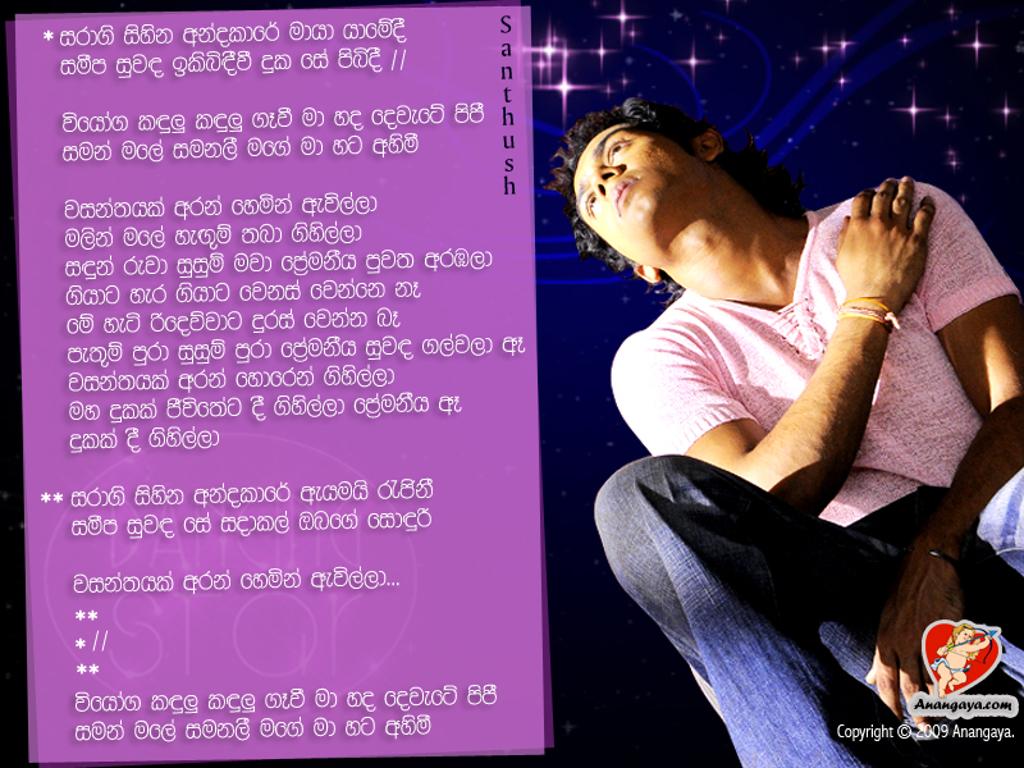 * සරාගි සිහින අන්දකාරේ මායා යාමේදී
සමීප සුවඳ ඉකිබිඳීවී දුක සේ පිබිදී //
වියෝග කඳුලු කඳුලු ගෑවී මා හද දෙවැටේ පිපී
සමන් මලේ සමනලී මගේ මා හට අහිමී
වසන්තයක් අරන් හෙමින් ඇවිල්ලා
මලින් මලේ හැඟුම් තබා ගිහිල්ලා
සඳුන් රුවා සුසුම් මවා ප්‍රේමනීය පුවත අරඹලා
ගියාට හැර ගියාට වෙනස් වෙන්නෙ නෑ
මේ හැටි රිදෙව්වාට දුරස් වෙන්න බෑ
පැතුම් පුරා සුසුම් පුරා ප්‍රේමනීය සුවඳ ගල්වලා ඈ
වසන්තයක් අරන් හොරෙන් ගිහිල්ලා
මහ දුකක් ජීවිතේට දී ගිහිල්ලා ප්‍රේමනීය ඈ
දුකක් දී ගිහිල්ලා
** සරාගි සිහින අන්දකාරේ ඇයමයි රැජිනී
සමීප සුවඳ සේ සදාකල් ඔබගේ සොඳුරී
වසන්තයක් අරන් හෙමින් ඇවිල්ලා...
**
* //
**
වියෝග කඳුලු කඳුලු ගෑවී මා හද දෙවැටේ පිපී
සමන් මලේ සමනලී මගේ මා හට අහිමී
Santhush
Anangaya.com
Copyright © 2009 Anangaya.